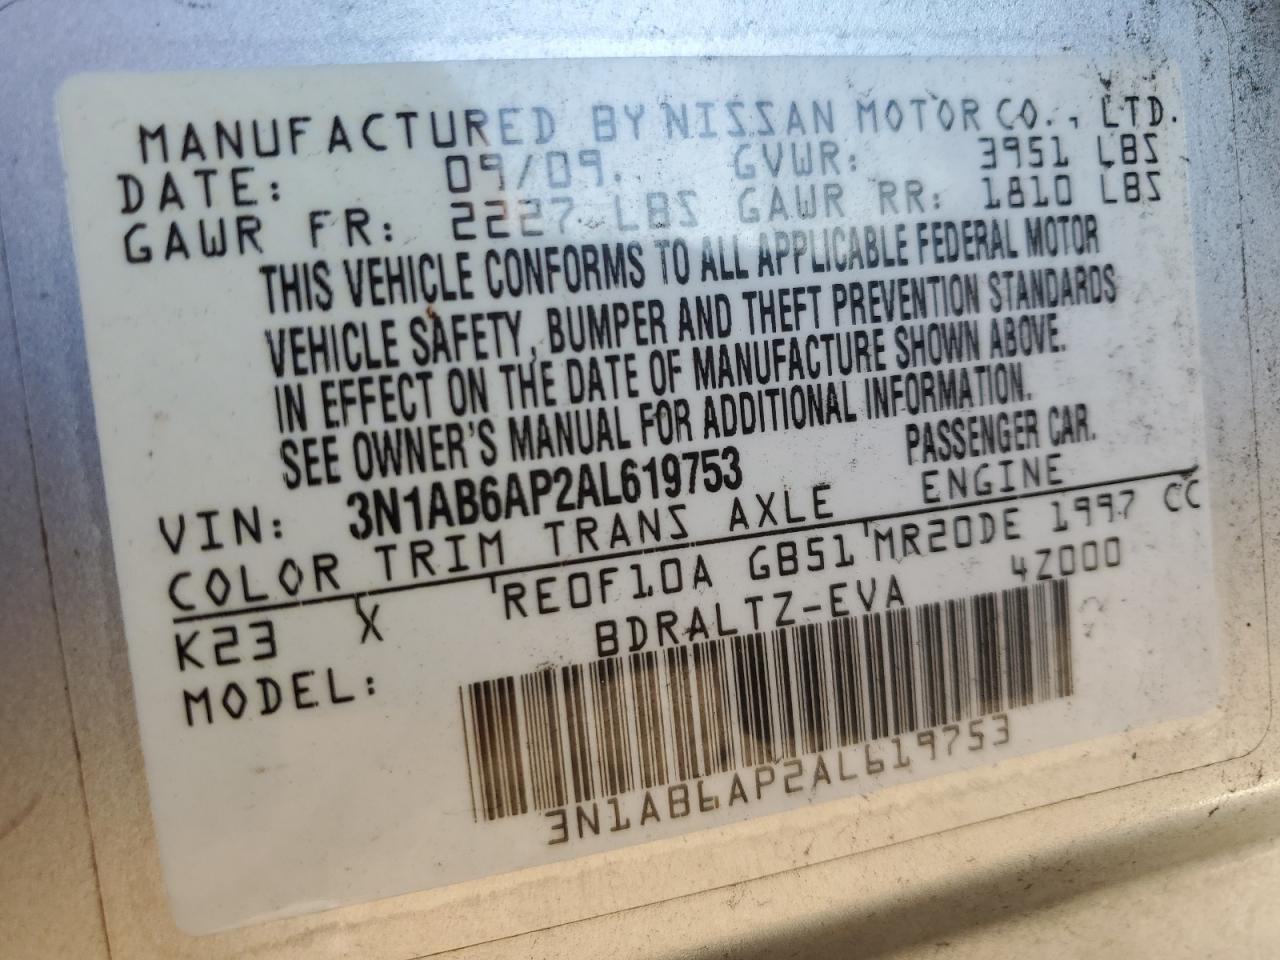 MANUFACTURED BY NISSAN MOTOR CO., LTD.
DATE: 09/09. GVWR: 3951 LBS
GAWR FR: 2227 LBS GAWR RR: 1810 LBS
THIS VEHICLE CONFORMS TO ALL APPLICABLE FEDERAL MOTOR
VEHICLE SAFETY, BUMPER AND THEFT PREVENTION STANDARDS
IN EFFECT ON THE DATE OF MANUFACTURE SHOWN ABOVE.
SEE OWNER'S MANUAL FOR ADDITIONAL INFORMATION.
VIN: 3N1AB6AP2AL619753 PASSENGER CAR.
COLOR TRIM TRANS AXLE ENGINE
K23 X RE0F10A GB51 MR20DE 1997 CC
MODEL: BDRALTZ-EVA 4Z000
3N1AB6AP2AL619753